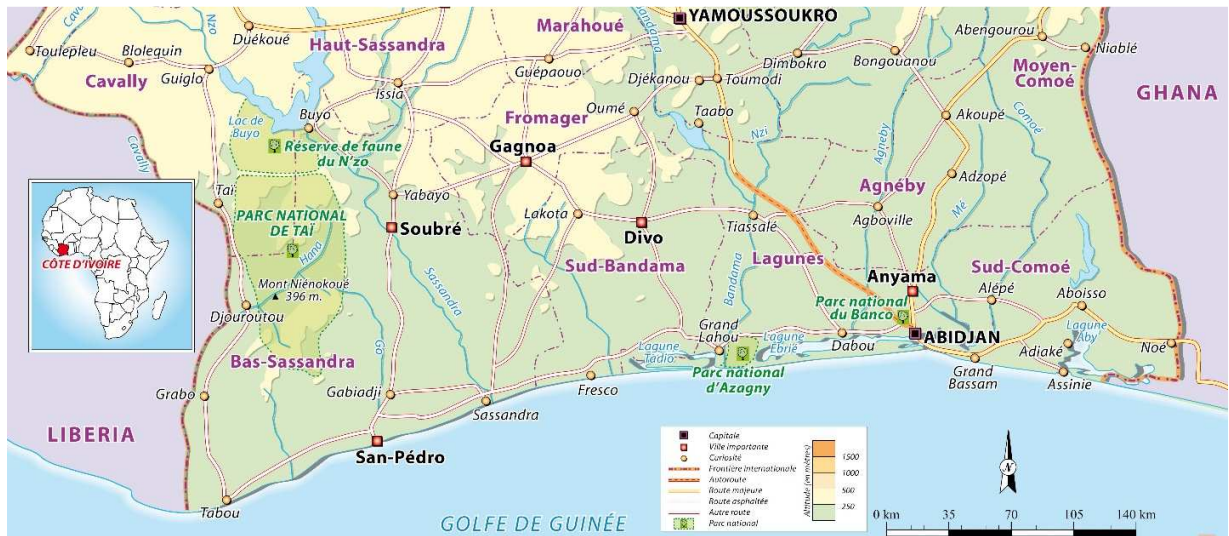 YAMOUSSOUKRO
Marahoué
Nzo
Cavally
Bandama
Duékoué
Haut-Sassandra
Abengourou
Toulepleu
Blolequin
Guiglo
Cavally
Guépaouo
Dimbokro
Bongouanou
Niablé
Moyen-
Comoé
GHANA
Issia
Djékanou
Toumodi
Oumé
Taabo
Comoé
Lac de
Buyo
Buyo
Fromager
Nzi
Agneby
Akoupé
Réserve de faune
du N'zo
Gagnoa
Cavally
Adzopé
Agnéby
Taï
Yabayo
PARC NATIONAL
DE TAÏ
Soubré
Lakota
Divo
Tiassalé
Agboville
Mé
Hana
CÔTE D'IVOIRE
Mont Niénokoué
396 m.
Sassandra
Sud-Bandama
Bandama
Lagunes
Anyama
Sud-Comoé
Alépé
Aboisso
Parc national
du Banco
Djouroutou
Go
Grand
Lahou
Lagune
Tadio
Lagune
Ebrié
Dabou
ABIDJAN
Lagune
Aby
Adiaké
Noé
Bas-Sassandra
Parc national
d'Azagny
Grand
Bassam
Assinie
Grabo
Gabiadji
Sassandra
Fresco
LIBERIA
San-Pédro
Tabou
GOLFE DE GUINÉE
Capitale
Ville importante
Curiosité
Frontière internationale
Autoroute
Route majeure
Route asphaltée
Autre route
Parc national
Altitude (en mètres)
1500
1000
500
250
N
0 km 35 70 105 140 km